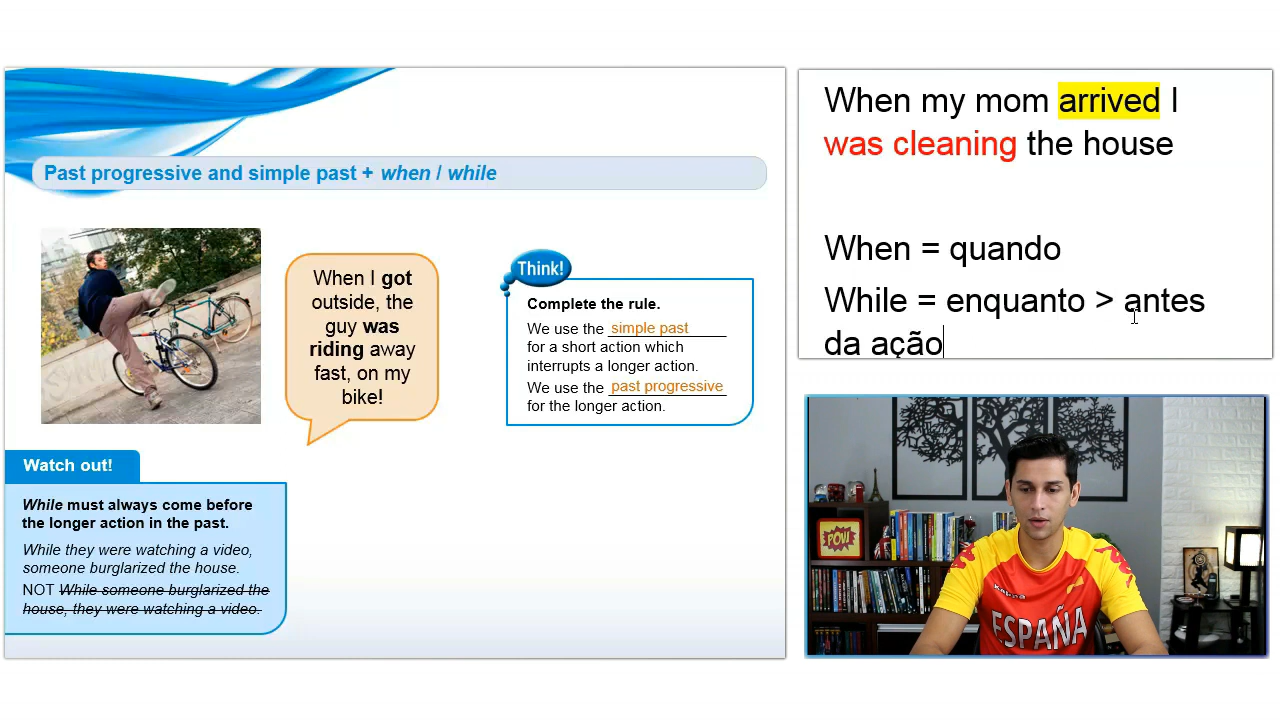 Past progressive and simple past + when / while
When I got
outside, the
guy was
riding away
fast, on my
bike!
Think!
Complete the rule.
We use the simple past
for a short action which
interrupts a longer action.
We use the past progressive
for the longer action.
Watch out!
While must always come before
the longer action in the past.
While they were watching a video,
someone burglarized the house.
NOT While someone burglarized the
house, they were watching a video.
When my mom arrived I
was cleaning the house
When = quando
While = enquanto > antes
da ação
POW!
Kappa
ESPAÑA